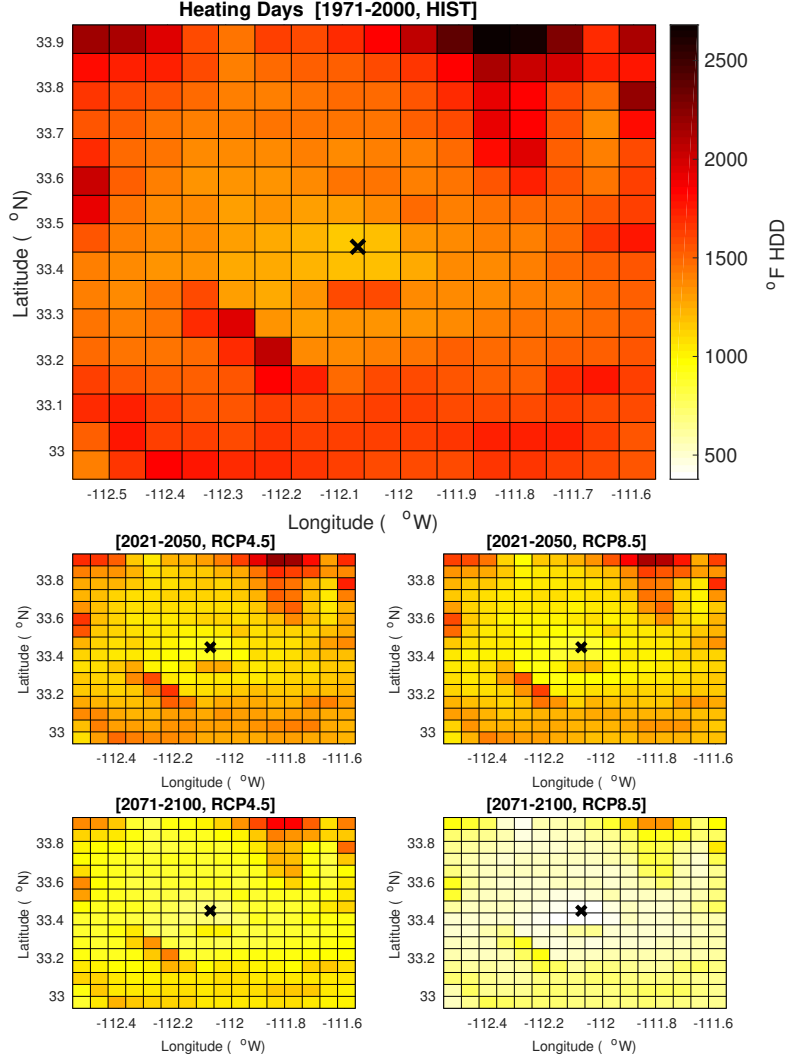 Heating Days [1971-2000, HIST]
33.9
33.8
33.7
33.6
33.5
33.4
33.3
33.2
33.1
33
Latitude ( °N)
-112.5 -112.4 -112.3 -112.2 -112.1 -112 -111.9 -111.8 -111.7 -111.6
Longitude ( °W)
2500
2000
1500
1000
500
°F HDD
[2021-2050, RCP4.5]
33.8
33.6
33.4
33.2
33
Latitude ( °N)
-112.4 -112.2 -112 -111.8 -111.6
Longitude ( °W)
[2021-2050, RCP8.5]
33.8
33.6
33.4
33.2
33
Latitude ( °N)
-112.4 -112.2 -112 -111.8 -111.6
Longitude ( °W)
[2071-2100, RCP4.5]
33.8
33.6
33.4
33.2
33
Latitude ( °N)
-112.4 -112.2 -112 -111.8 -111.6
Longitude ( °W)
[2071-2100, RCP8.5]
33.8
33.6
33.4
33.2
33
Latitude ( °N)
-112.4 -112.2 -112 -111.8 -111.6
Longitude ( °W)